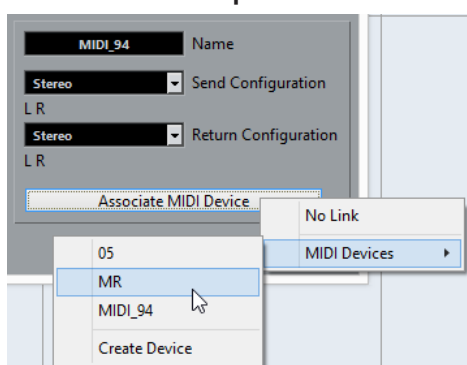 MIDI_94 Name
Stereo Send Configuration
L R
Stereo Return Configuration
L R
Associate MIDI Device
No Link
MIDI Devices
05
MR
MIDI_94
Create Device